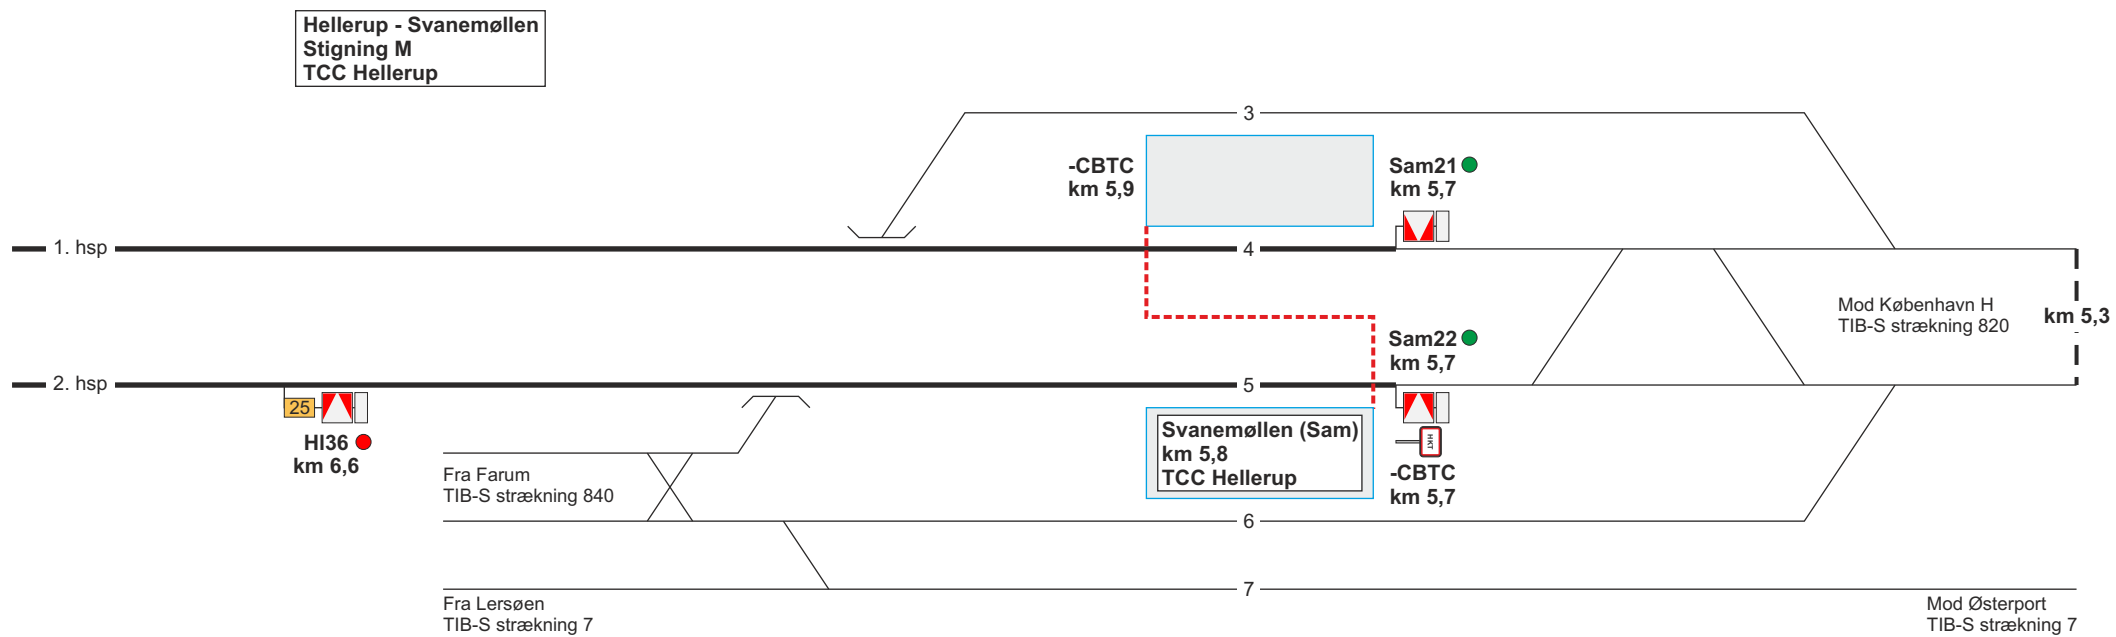 Hellerup - Svanemøllen
Stigning M
TCC Hellerup
3
-CBTC
km 5,9
Sam21
km 5,7
1. hsp
4
Mod København H
TIB-S strækning 820
km 5,3
Sam22
km 5,7
2. hsp
5
25
HI36
km 6,6
Svanemøllen (Sam)
km 5,8
TCC Hellerup
HKT
-CBTC
km 5,7
Fra Farum
TIB-S strækning 840
6
7
Fra Lersøen
TIB-S strækning 7
Mod Østerport
TIB-S strækning 7